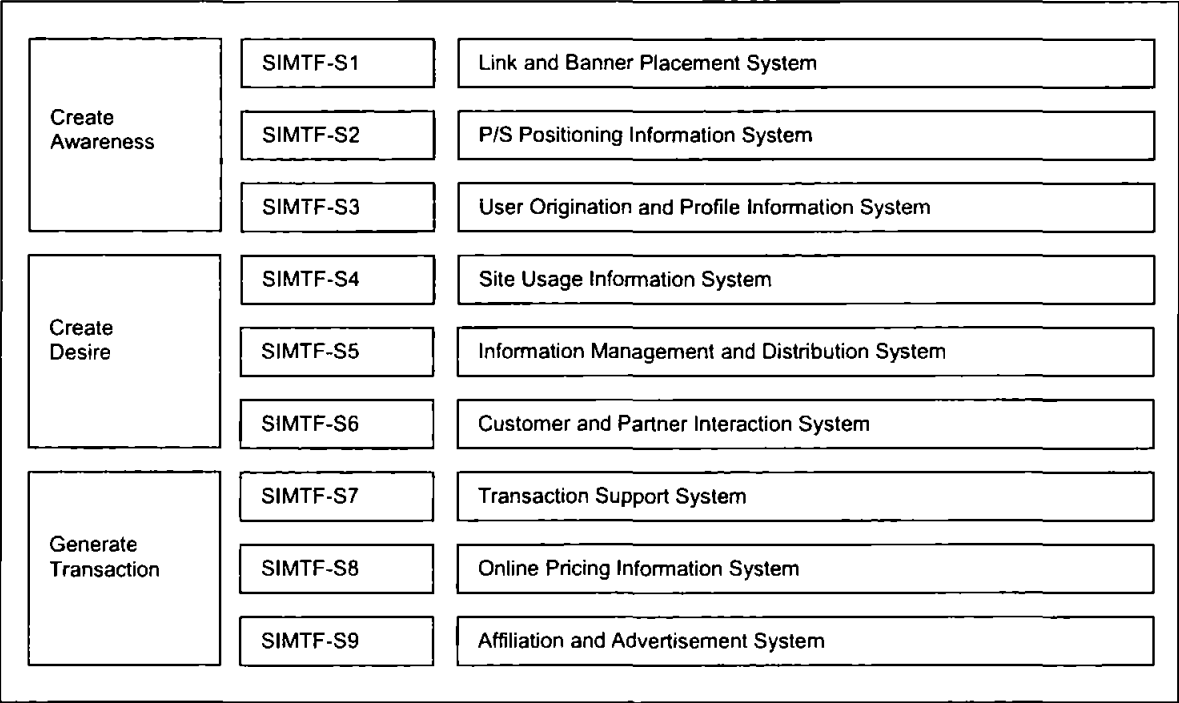 Create
Awareness
SIMTF-S1
Link and Banner Placement System
SIMTF-S2
P/S Positioning Information System
SIMTF-S3
User Origination and Profile Information System
Create
Desire
SIMTF-S4
Site Usage Information System
SIMTF-S5
Information Management and Distribution System
SIMTF-S6
Customer and Partner Interaction System
Generate
Transaction
SIMTF-S7
Transaction Support System
SIMTF-S8
Online Pricing Information System
SIMTF-S9
Affiliation and Advertisement System